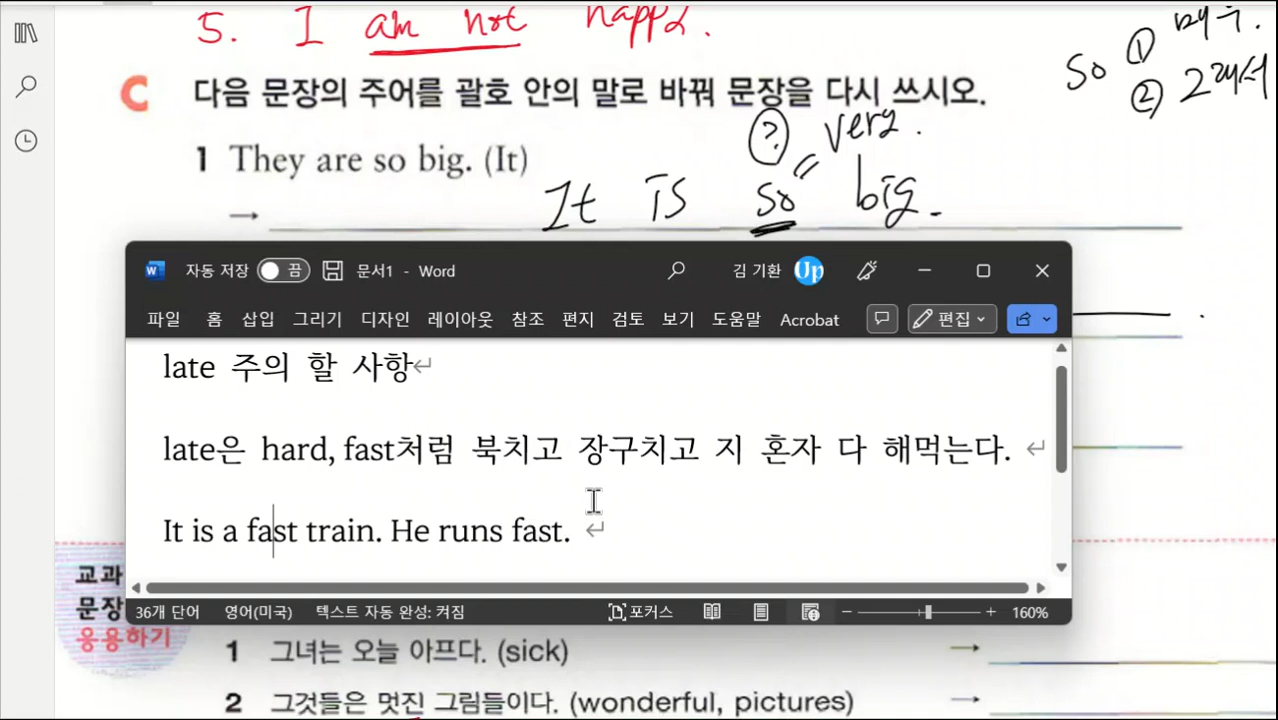 5. I am not happy.
so ① 매우.
② 그래서
C 다음 문장의 주어를 괄호 안의 말로 바꿔 문장을 다시 쓰시오.
? very.
1 They are so big. (It)
→ It is so big.
자동 저장 끔 문서1 - Word 김 기환 Up
파일 홈 삽입 그리기 디자인 레이아웃 참조 편지 검토 보기 도움말 Acrobat 편집
late 주의 할 사항
late은 hard, fast처럼 북치고 장구치고 지 혼자 다 해먹는다.
It is a fast train. He runs fast.
36개 단어 영어(미국) 텍스트 자동 완성: 켜짐 포커스 160%
교과
문장
응용하기
1 그녀는 오늘 아프다. (sick) →
2 그것들은 멋진 그림들이다. (wonderful, pictures) →